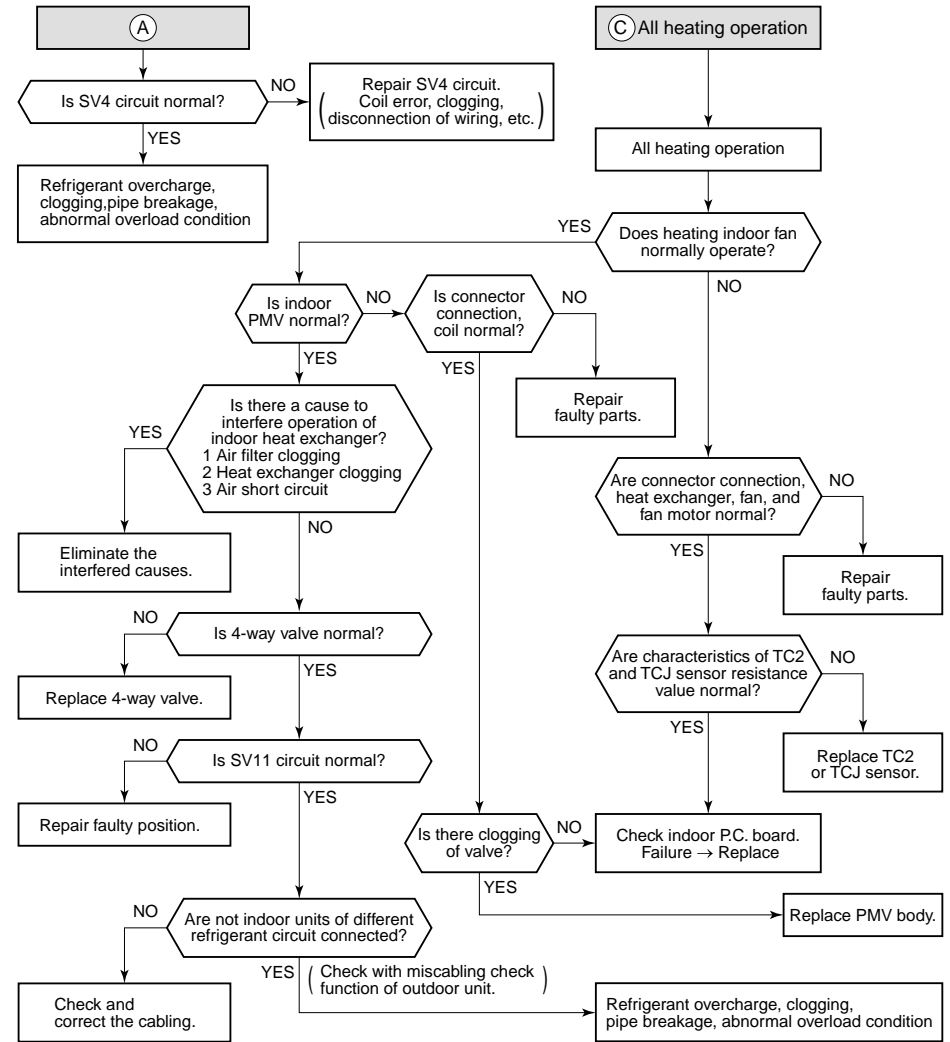 A
C All heating operation
Is SV4 circuit normal?
NO
Repair SV4 circuit.
( Coil error, clogging,
disconnection of wiring, etc. )
YES
Refrigerant overcharge,
clogging,pipe breakage,
abnormal overload condition
All heating operation
Does heating indoor fan
normally operate?
YES
NO
Is indoor
PMV normal?
NO
YES
Is connector
connection,
coil normal?
NO
YES
Repair
faulty parts.
Is there a cause to
interfere operation of
indoor heat exchanger?
1 Air filter clogging
2 Heat exchanger clogging
3 Air short circuit
YES
NO
Eliminate the
interfered causes.
Are connector connection,
heat exchanger, fan, and
fan motor normal?
NO
YES
Repair
faulty parts.
Is 4-way valve normal?
NO
YES
Replace 4-way valve.
Are characteristics of TC2
and TCJ sensor resistance
value normal?
NO
YES
Replace TC2
or TCJ sensor.
Is SV11 circuit normal?
NO
YES
Repair faulty position.
Is there clogging
of valve?
NO
YES
Check indoor P.C. board.
Failure → Replace
Replace PMV body.
Are not indoor units of different
refrigerant circuit connected?
NO
YES
( Check with miscabling check
function of outdoor unit. )
Check and
correct the cabling.
Refrigerant overcharge, clogging,
pipe breakage, abnormal overload condition